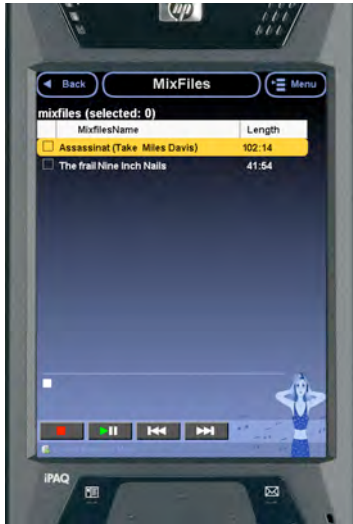 hp
Back MixFiles Menu
mixfiles (selected: 0)
MixfilesName Length
Assassinat (Take Miles Davis) 102:14
The frail Nine Inch Nails 41:54
iPAQ